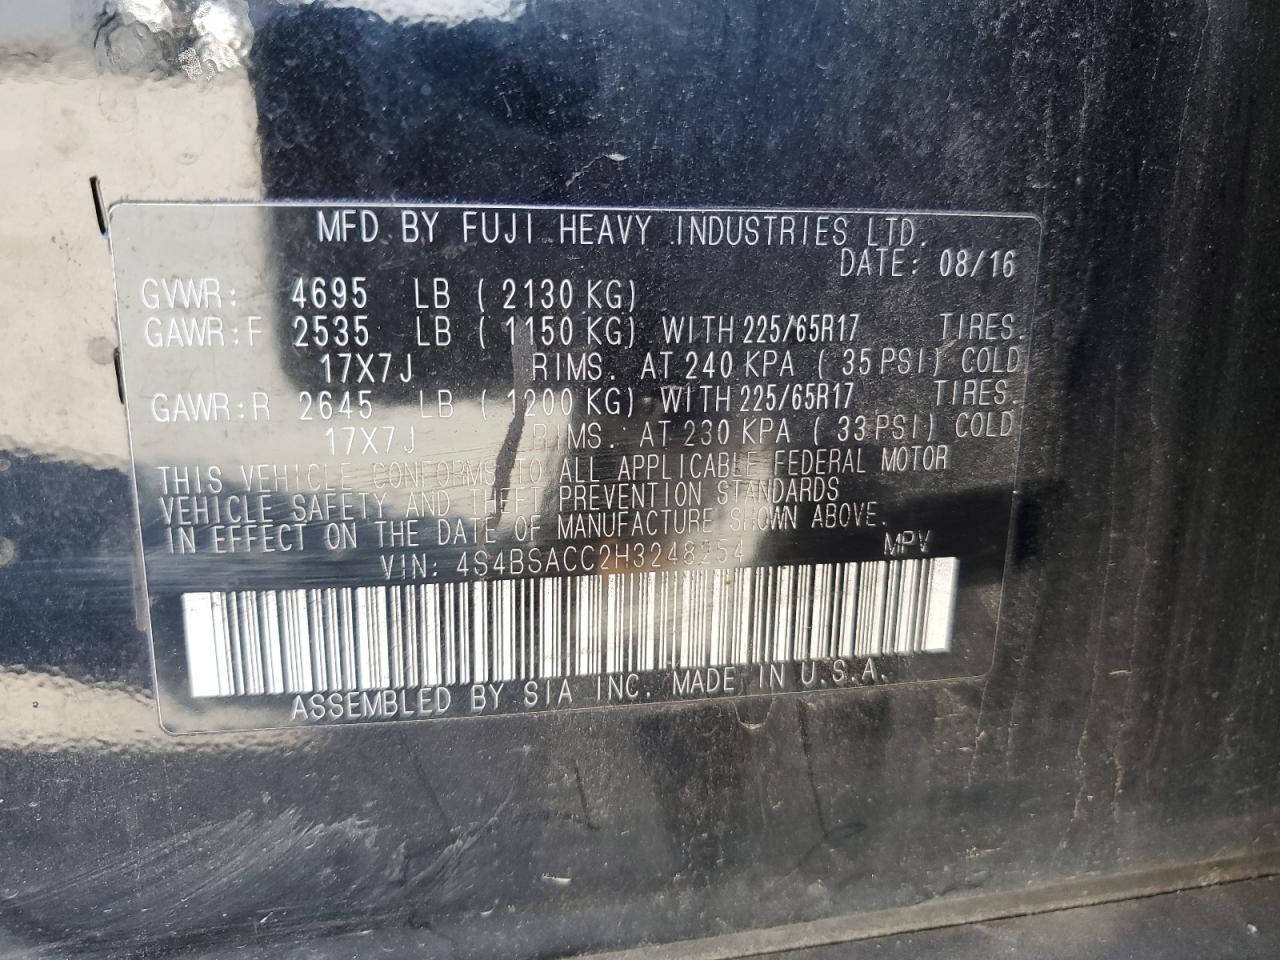 MFD. BY FUJI HEAVY INDUSTRIES LTD.
DATE: 08/16
GVWR: 4695 LB ( 2130 KG)
GAWR:F 2535 LB ( 1150 KG) WITH 225/65R17 TIRES.
17X7J RIMS. AT 240 KPA ( 35 PSI) COLD
GAWR:R 2645 LB ( 1200 KG) WITH 225/65R17 TIRES.
17X7J RIMS. AT 230 KPA ( 33 PSI) COLD
THIS VEHICLE CONFORMS TO ALL APPLICABLE FEDERAL MOTOR
VEHICLE SAFETY AND THEFT PREVENTION STANDARDS
IN EFFECT ON THE DATE OF MANUFACTURE SHOWN ABOVE.
VIN: 4S4BSACC2H3248254 MPV
ASSEMBLED BY SIA INC. MADE IN U.S.A.